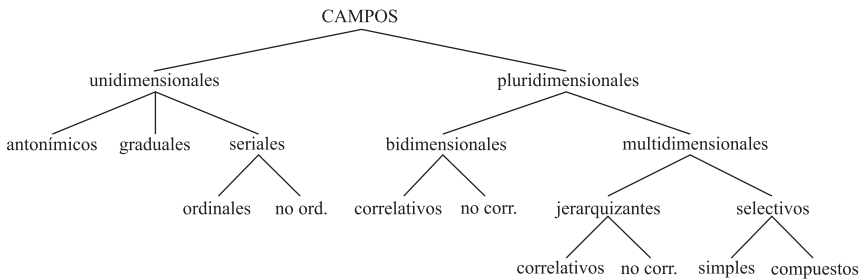 CAMPOS
unidimensionales pluridimensionales
antonímicos graduales seriales bidimensionales multidimensionales
ordinales no ord. correlativos no corr. jerarquizantes selectivos
correlativos no corr. simples compuestos